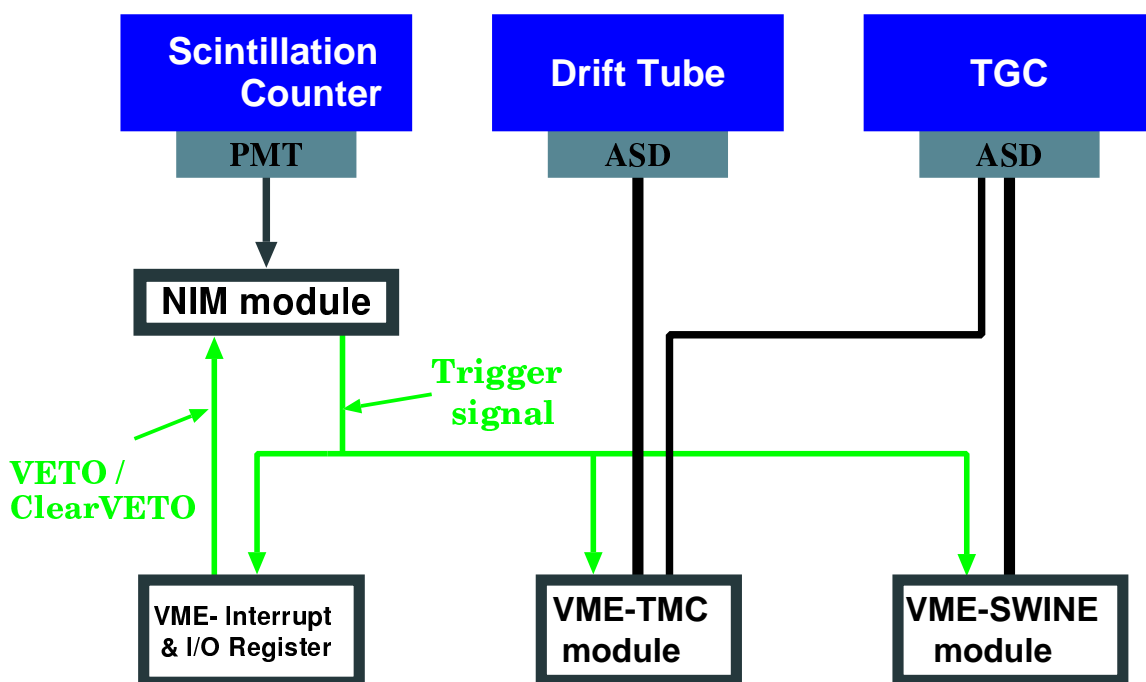 Scintillation
Counter
PMT
Drift Tube
ASD
TGC
ASD
NIM module
Trigger
signal
VETO /
ClearVETO
VME- Interrupt
& I/O Register
VME-TMC
module
VME-SWINE
module